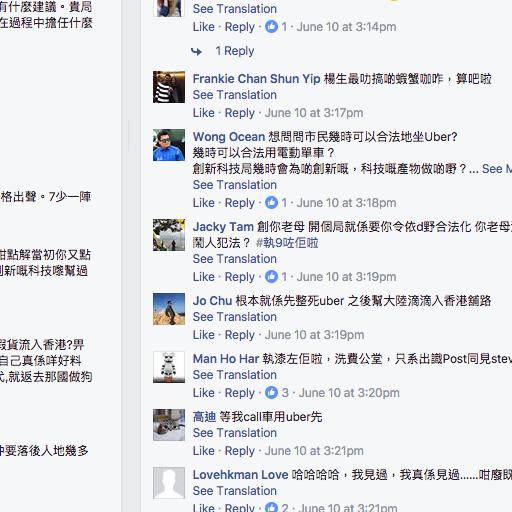 有什麼建議。貴局
在過程中擔任什麼
格出聲。7少一陣
甜點解當初你又點
創新嘅科技嚟幫過
假貨流入香港?畀
自己真係咩好料
弌,就返去那國做狗
仲要落後人地幾多
See Translation
Like · Reply · 1 · June 10 at 3:14pm
1 Reply
Frankie Chan Shun Yip 楊生最叻搞啲蝦蟹咖咋，算吧啦
See Translation
Like · Reply · June 10 at 3:17pm
Wong Ocean 想問問市民幾時可以合法地坐Uber?
幾時可以合法用電動單車？
創新科技局幾時會為啲創新嘅，科技嘅產物做啲嘢？... See M
See Translation
Like · Reply · 1 · June 10 at 3:18pm
Jacky Tam 創你老母 開個局就係要你令依d野合法化 你老母
鬧人犯法？ #執9咗佢啦
See Translation
Like · Reply · 1 · June 10 at 3:19pm
Jo Chu 根本就係先整死uber 之後幫大陸滴滴入香港舖路
See Translation
Like · Reply · June 10 at 3:19pm
Man Ho Har 執漆左佢啦，洗費公堂，只系出識Post同見stev
See Translation
Like · Reply · 3 · June 10 at 3:20pm
高迪 等我call車用uber先
See Translation
Like · Reply · June 10 at 3:21pm
Lovehkman Love 哈哈哈哈，我見過，我真係見過......咁廢既
See Translation
Like · Reply · 2 · June 10 at 3:21pm